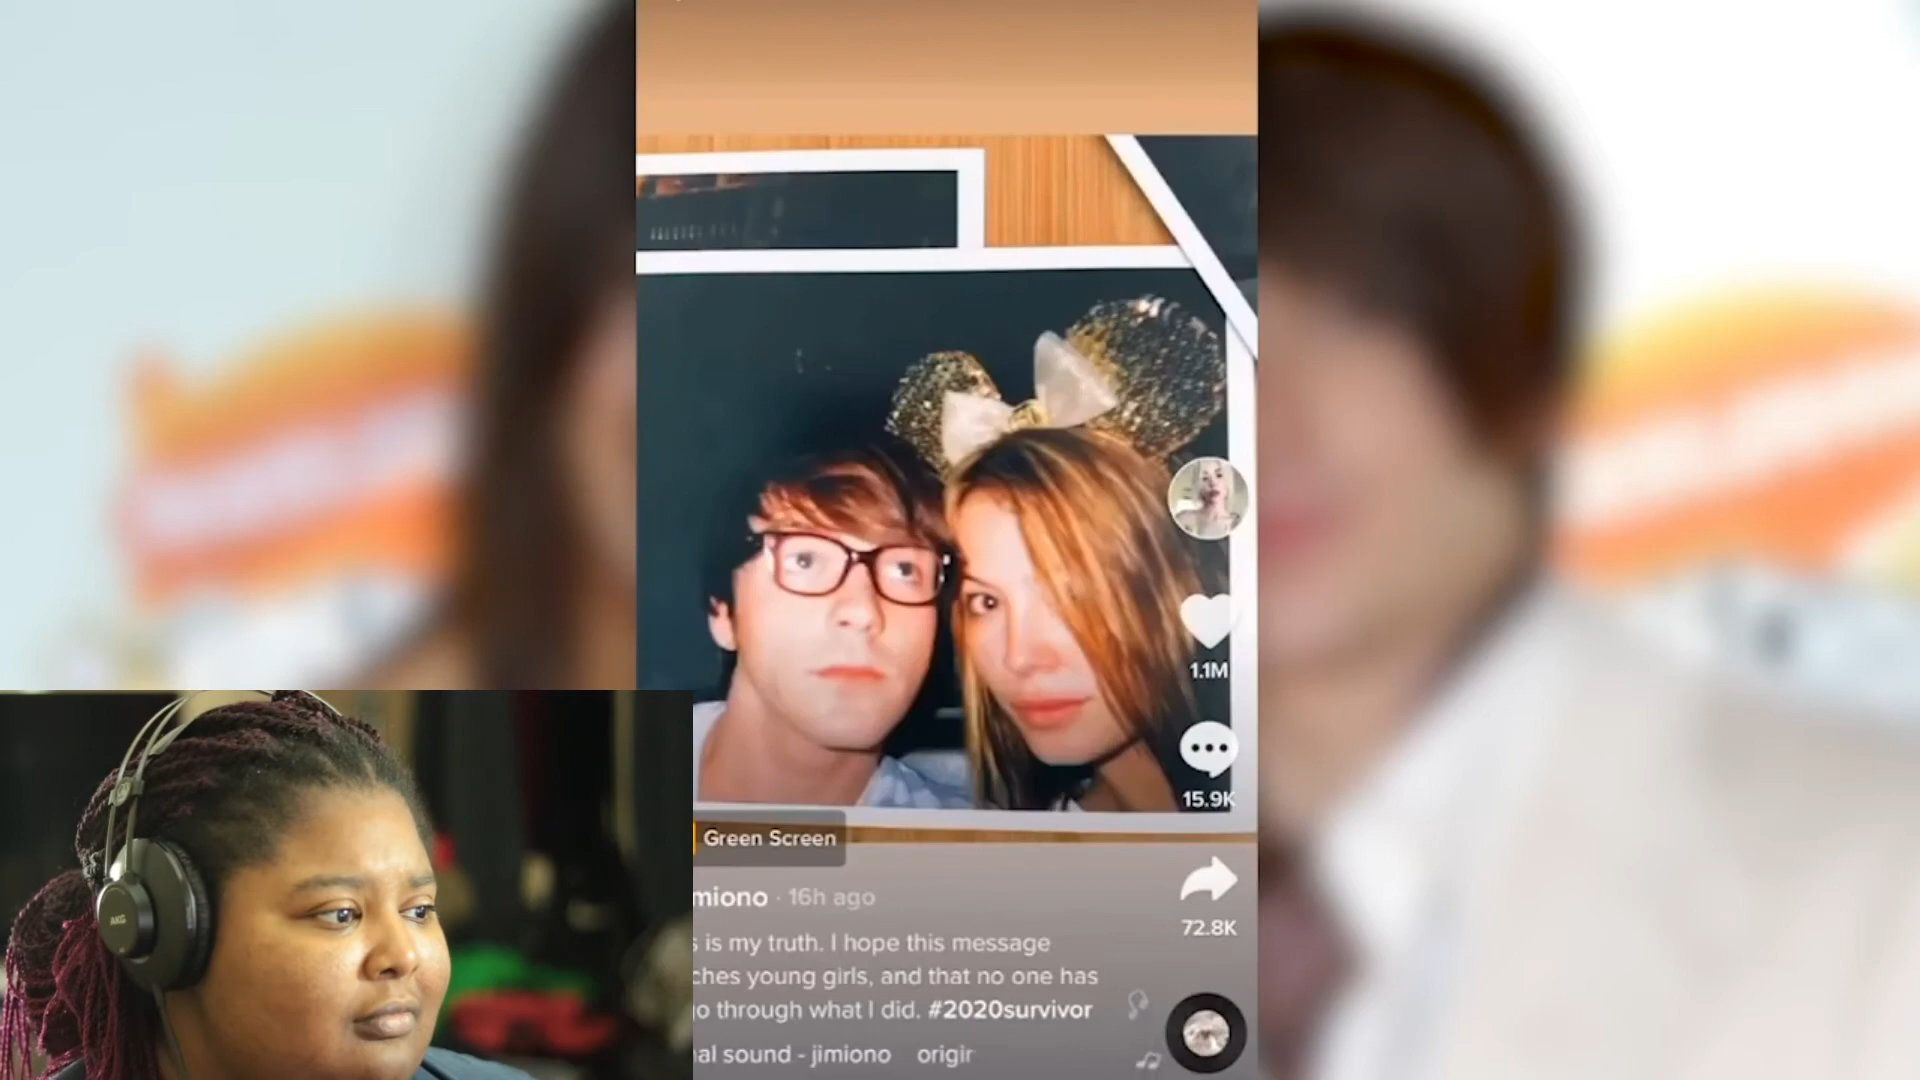 1.1M
15.9K
Green Screen
miono · 16h ago
72.8K
s is my truth. I hope this message
ches young girls, and that no one has
go through what I did. #2020survivor
al sound - jimiono origir
AKG